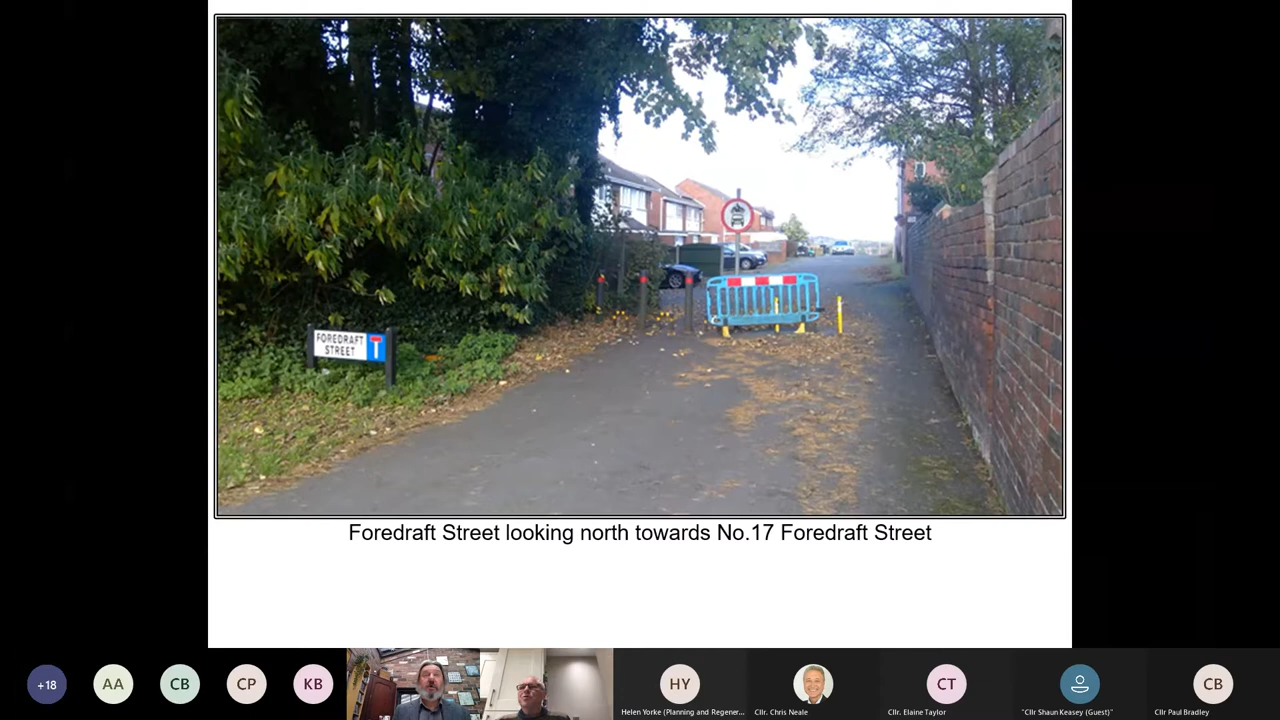 FOREDRAFT
STREET
Foredraft Street looking north towards No.17 Foredraft Street
+18
AA
CB
CP
KB
HY
CT
CB
Helen Yorke (Planning and Regener...
Cllr. Chris Neale
Cllr. Elaine Taylor
"Cllr Shaun Keasey (Guest)"
Cllr Paul Bradley